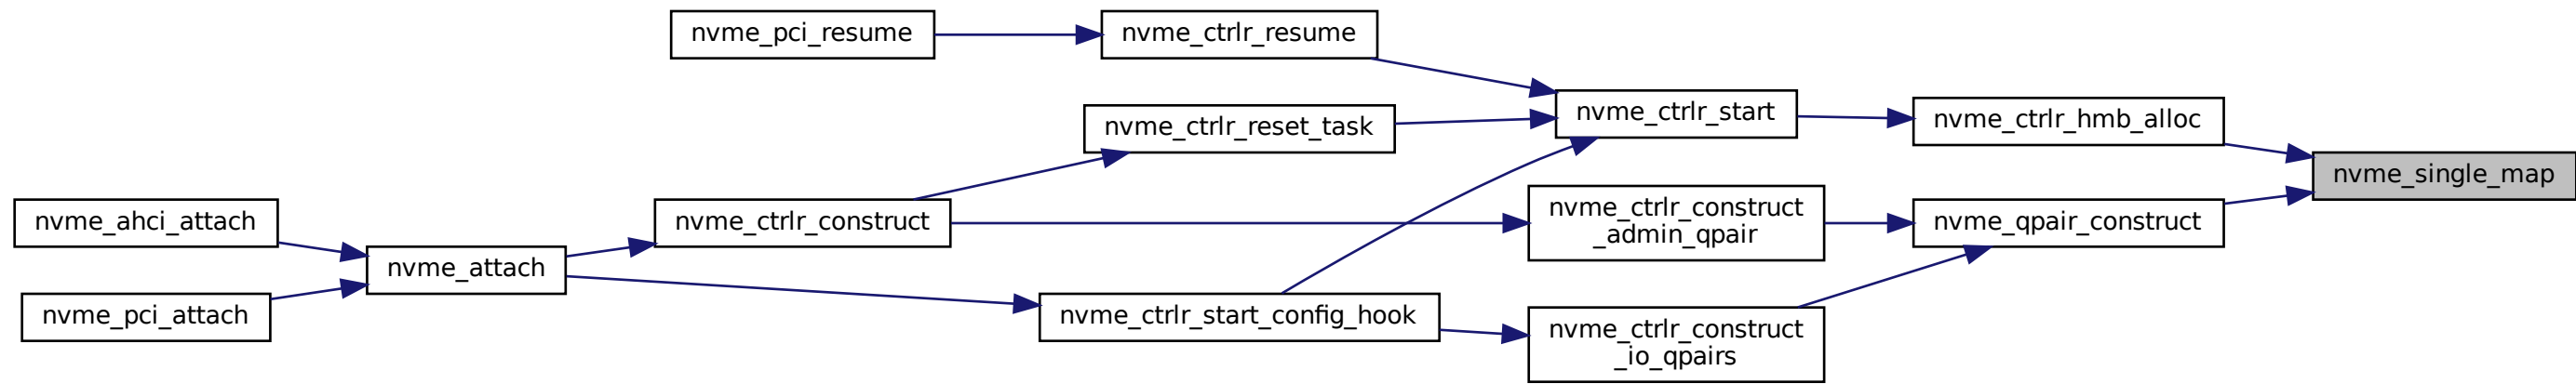 nvme_pci_resume
nvme_ctrlr_resume
nvme_ctrlr_start
nvme_ctrlr_hmb_alloc
nvme_ctrlr_reset_task
nvme_single_map
nvme_ahci_attach
nvme_ctrlr_construct
nvme_ctrlr_construct
_admin_qpair
nvme_qpair_construct
nvme_attach
nvme_pci_attach
nvme_ctrlr_start_config_hook
nvme_ctrlr_construct
_io_qpairs